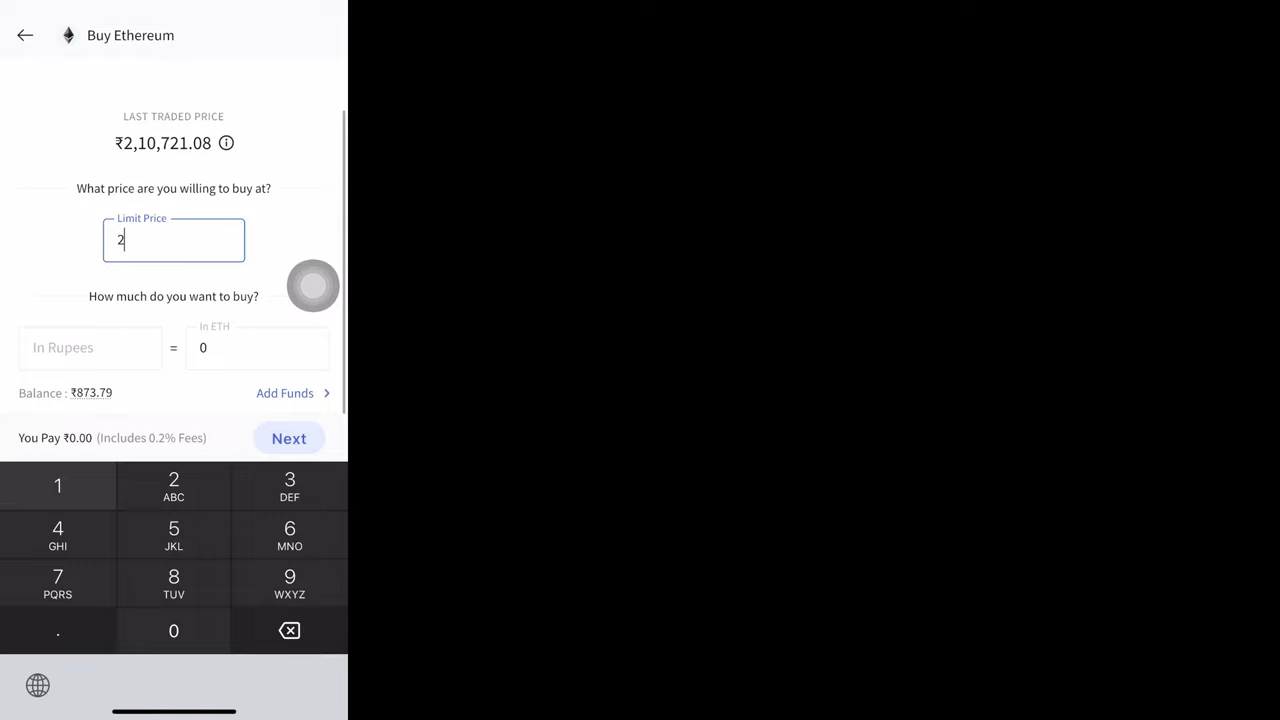 Buy Ethereum
LAST TRADED PRICE
₹2,10,721.08
What price are you willing to buy at?
Limit Price
2
How much do you want to buy?
In Rupees = In ETH 0
Balance : ₹873.79 Add Funds >
You Pay ₹0.00 (Includes 0.2% Fees) Next
1 2 3
ABC DEF
4 5 6
GHI JKL MNO
7 8 9
PQRS TUV WXYZ
. 0